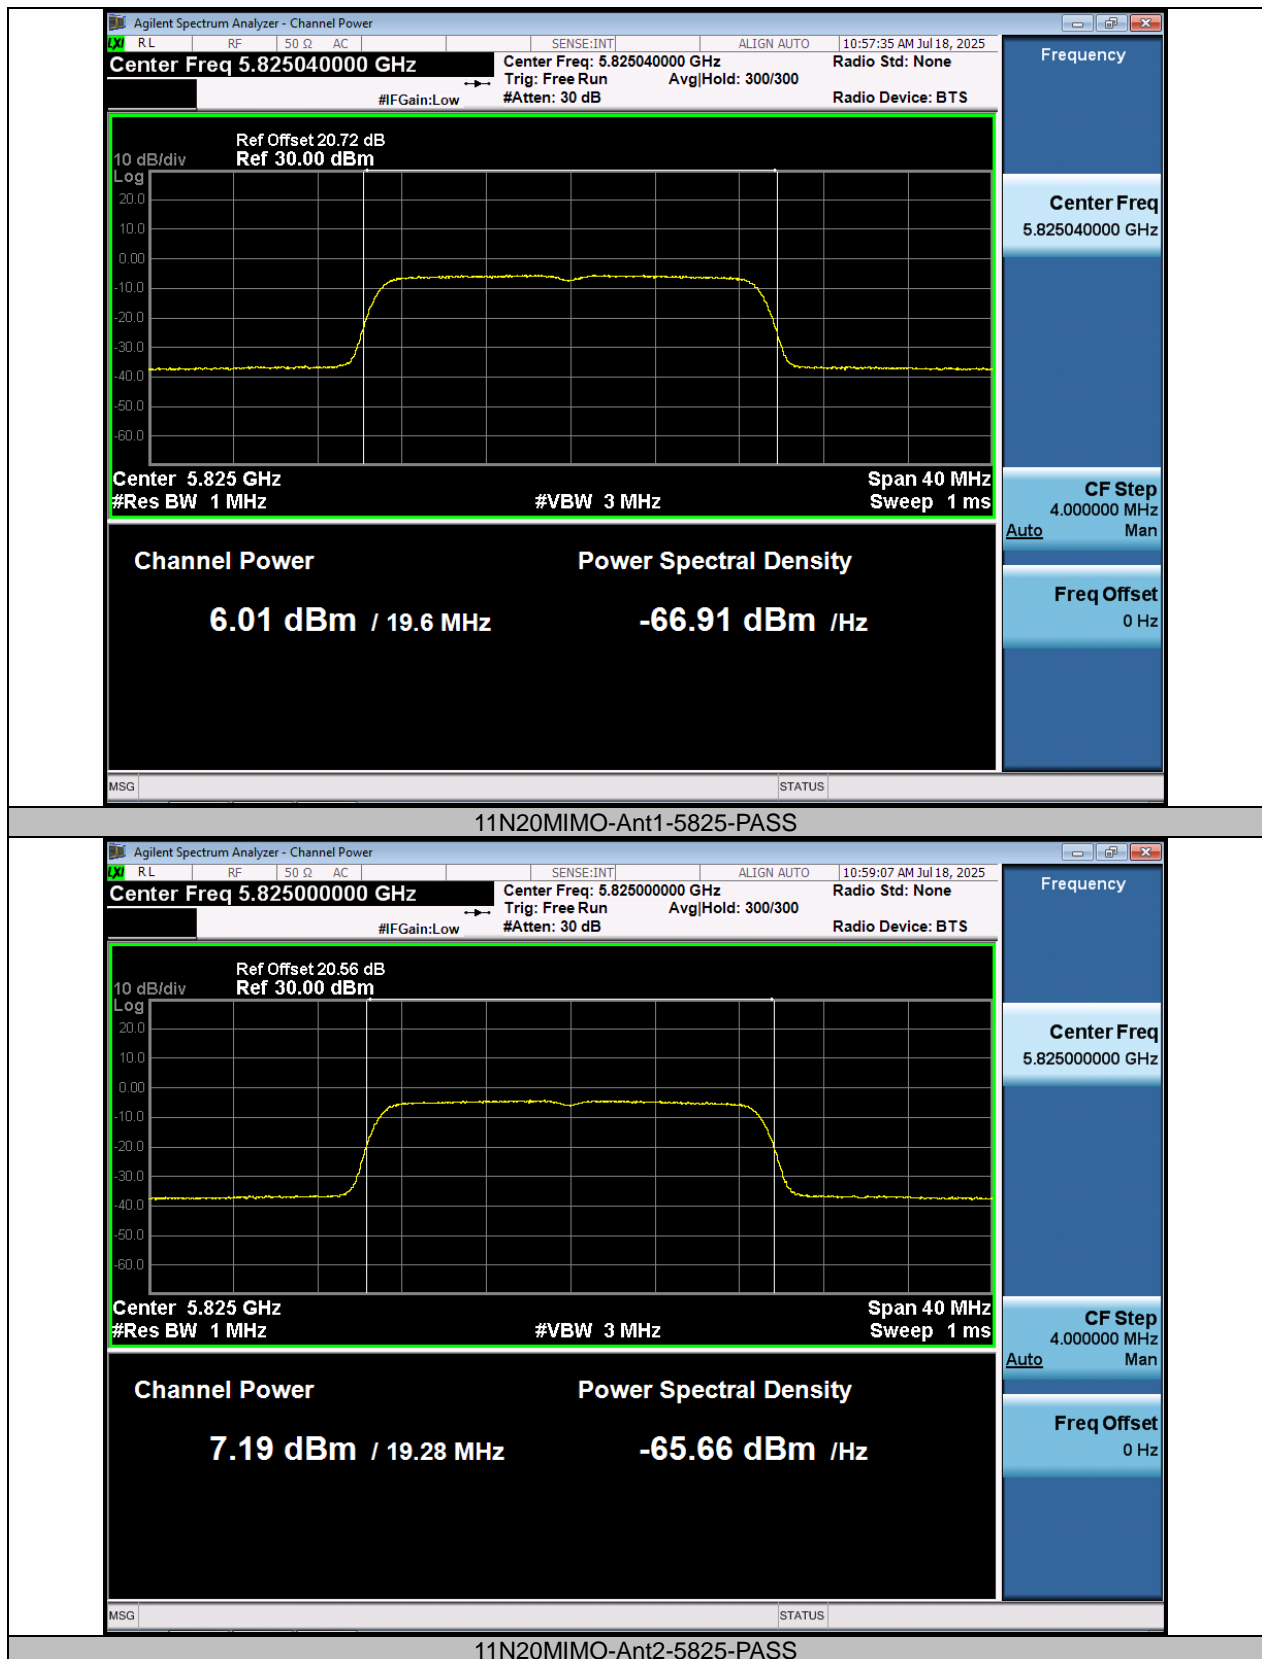 Agilent Spectrum Analyzer - Channel Power
LXI RL RF 50 Ω AC SENSE:INT ALIGN AUTO 10:57:35 AM Jul 18, 2025
Center Freq 5.825040000 GHz Center Freq: 5.825040000 GHz Radio Std: None
Trig: Free Run Avg|Hold: 300/300
#IFGain:Low #Atten: 30 dB Radio Device: BTS
Frequency
Ref Offset 20.72 dB
10 dB/div Ref 30.00 dBm
Log
20.0
10.0
0.00
-10.0
-20.0
-30.0
-40.0
-50.0
-60.0
Center 5.825 GHz Span 40 MHz
#Res BW 1 MHz #VBW 3 MHz Sweep 1 ms
Center Freq
5.825040000 GHz
CF Step
4.000000 MHz
Auto Man
Freq Offset
0 Hz
Channel Power Power Spectral Density
6.01 dBm / 19.6 MHz -66.91 dBm /Hz
MSG STATUS
11N20MIMO-Ant1-5825-PASS
Agilent Spectrum Analyzer - Channel Power
LXI RL RF 50 Ω AC SENSE:INT ALIGN AUTO 10:59:07 AM Jul 18, 2025
Center Freq 5.825000000 GHz Center Freq: 5.825000000 GHz Radio Std: None
Trig: Free Run Avg|Hold: 300/300
#IFGain:Low #Atten: 30 dB Radio Device: BTS
Frequency
Ref Offset 20.56 dB
10 dB/div Ref 30.00 dBm
Log
20.0
10.0
0.00
-10.0
-20.0
-30.0
-40.0
-50.0
-60.0
Center 5.825 GHz Span 40 MHz
#Res BW 1 MHz #VBW 3 MHz Sweep 1 ms
Center Freq
5.825000000 GHz
CF Step
4.000000 MHz
Auto Man
Freq Offset
0 Hz
Channel Power Power Spectral Density
7.19 dBm / 19.28 MHz -65.66 dBm /Hz
MSG STATUS
11N20MIMO-Ant2-5825-PASS